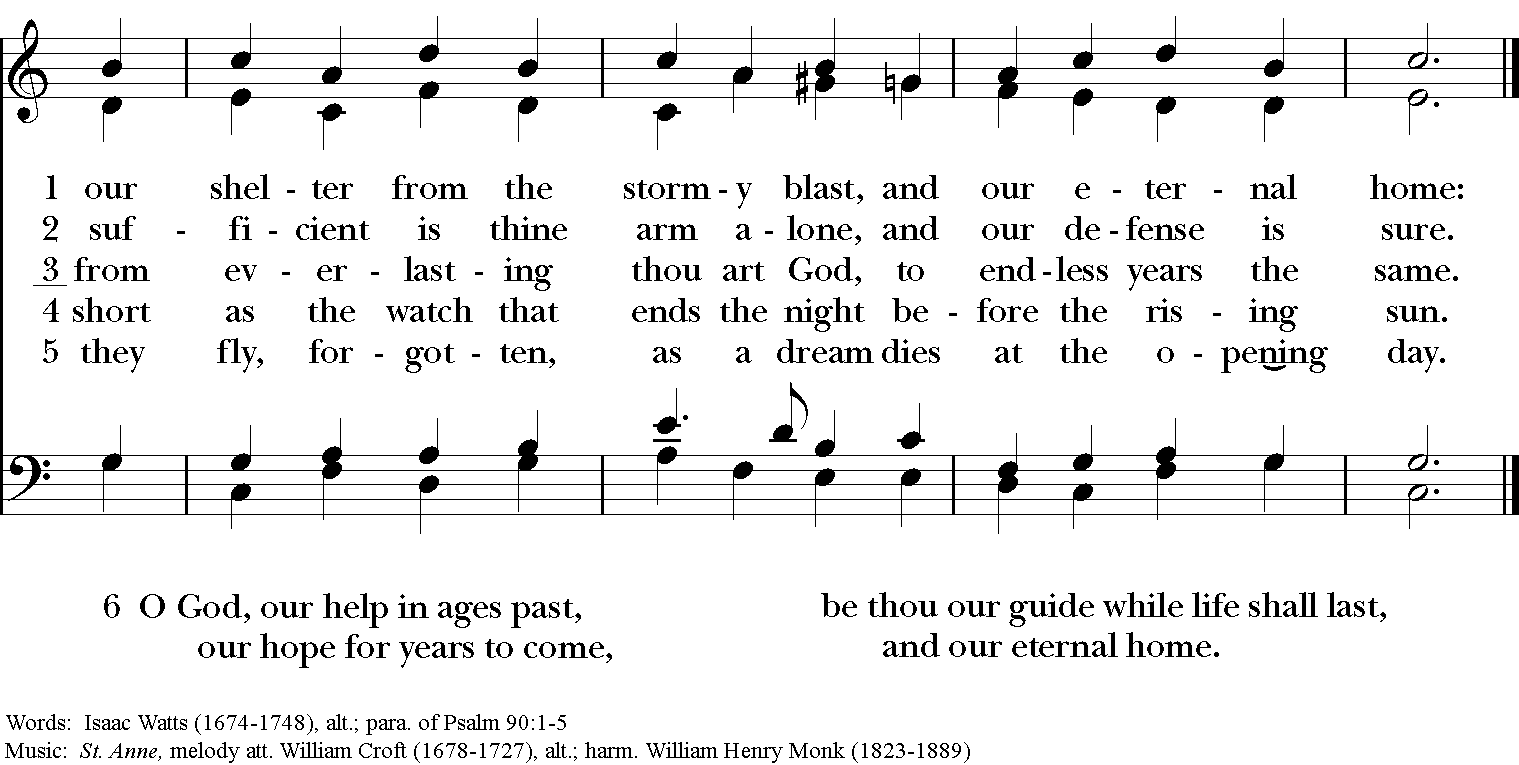 1 our shel - ter from the storm - y blast, and our e - ter - nal home:
2 suf - fi - cient is thine arm a - lone, and our de - fense is sure.
3 from ev - er - last - ing thou art God, to end - less years the same.
4 short as the watch that ends the night be - fore the ris - ing sun.
5 they fly, for - got - ten, as a dream dies at the o - pening day.
6 O God, our help in ages past,
our hope for years to come,
be thou our guide while life shall last,
and our eternal home.
Words: Isaac Watts (1674-1748), alt.; para. of Psalm 90:1-5
Music: St. Anne, melody att. William Croft (1678-1727), alt.; harm. William Henry Monk (1823-1889)